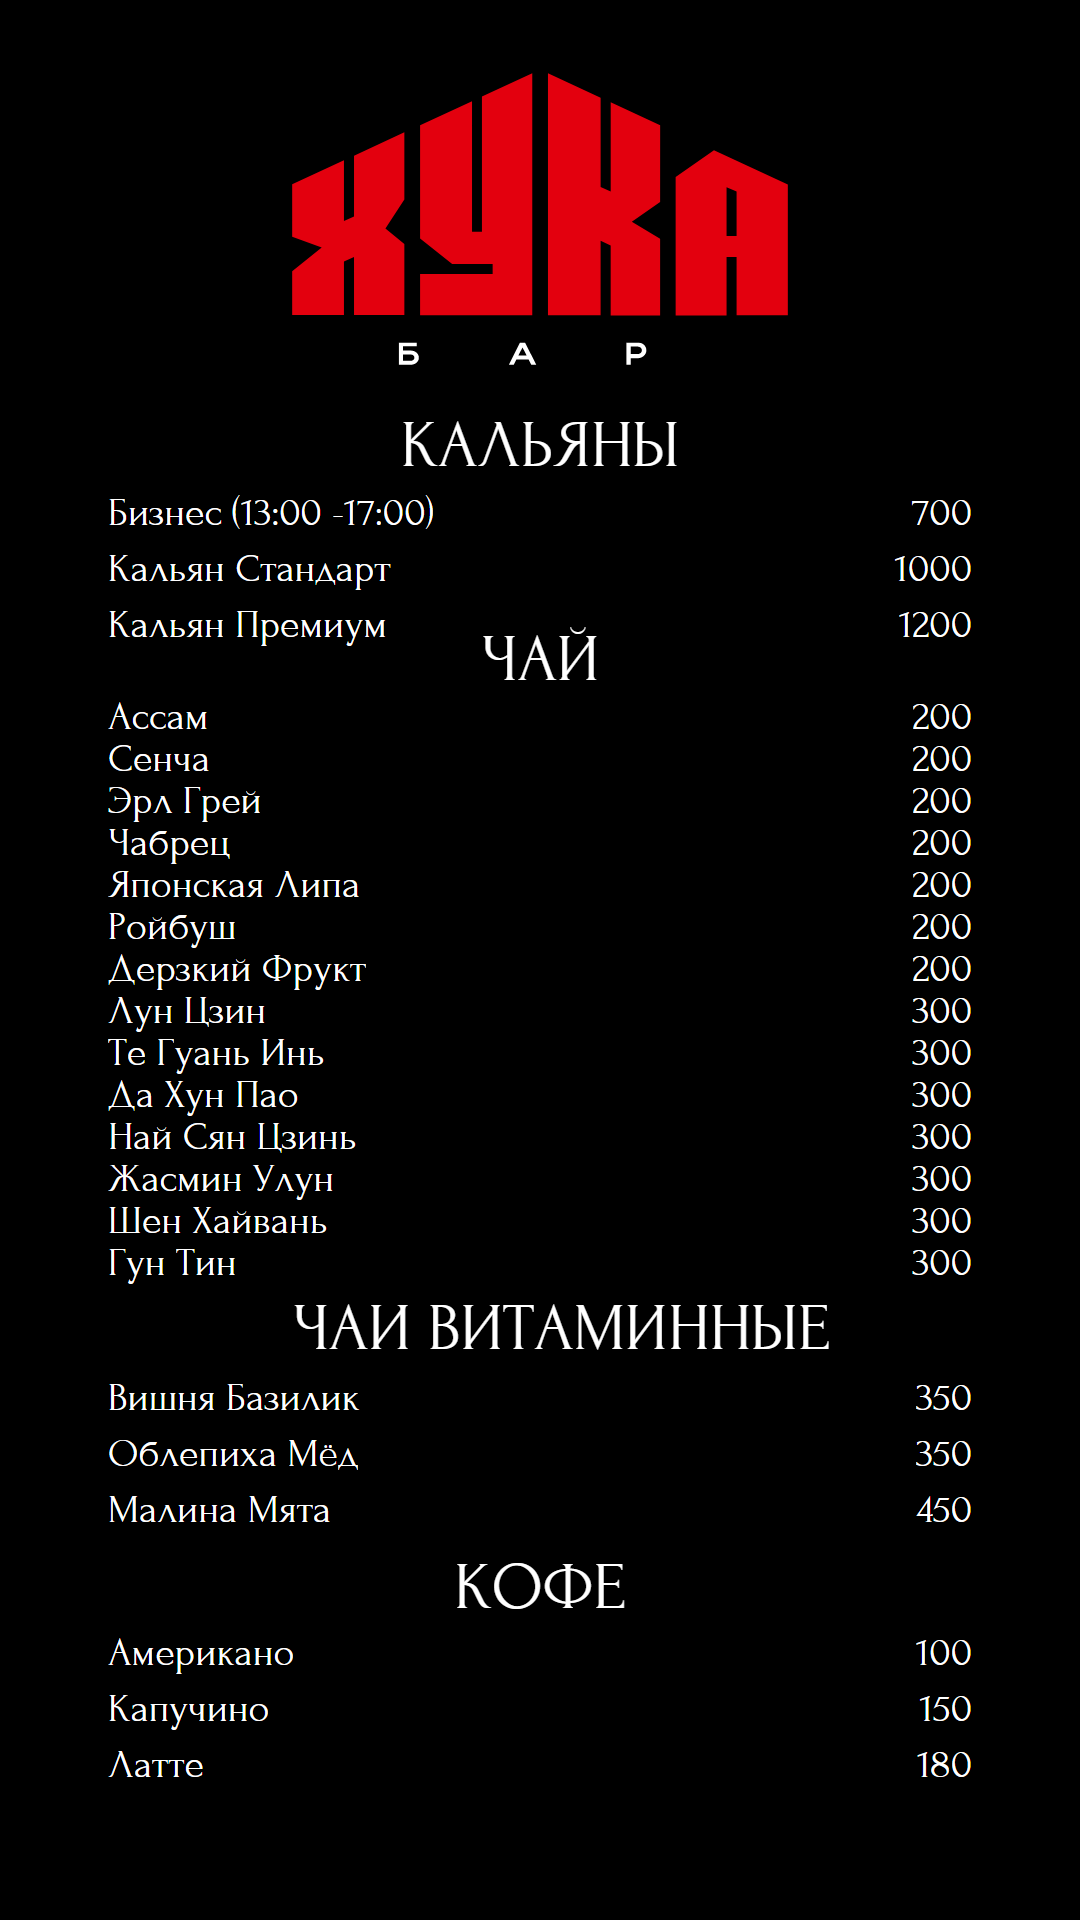 ХУКА
БАР
КАЛЬЯНЫ
Бизнес (13:00 -17:00) 700
Кальян Стандарт 1000
Кальян Премиум 1200
ЧАЙ
Ассам 200
Сенча 200
Эрл Грей 200
Чабрец 200
Японская Липа 200
Ройбуш 200
Дерзкий Фрукт 200
Лун Цзин 300
Те Гуань Инь 300
Да Хун Пао 300
Най Сян Цзинь 300
Жасмин Улун 300
Шен Хайвань 300
Гун Тин 300
ЧАИ ВИТАМИННЫЕ
Вишня Базилик 350
Облепиха Мёд 350
Малина Мята 450
КОФЕ
Американо 100
Капучино 150
Латте 180